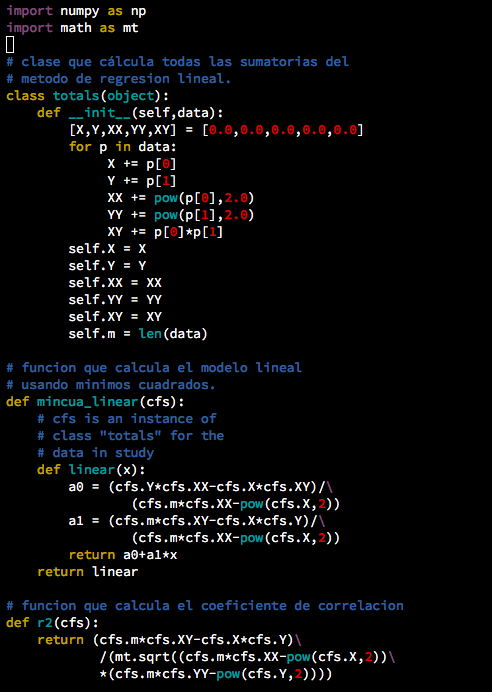 import numpy as np
import math as mt

# clase que cálcula todas las sumatorias del
# metodo de regresion lineal.
class totals(object):
    def __init__(self,data):
        [X,Y,XX,YY,XY] = [0.0,0.0,0.0,0.0,0.0]
        for p in data:
             X += p[0]
             Y += p[1]
             XX += pow(p[0],2.0)
             YY += pow(p[1],2.0)
             XY += p[0]*p[1]
        self.X = X
        self.Y = Y
        self.XX = XX
        self.YY = YY
        self.XY = XY
        self.m = len(data)

# funcion que calcula el modelo lineal
# usando minimos cuadrados.
def mincua_linear(cfs):
    # cfs is an instance of
    # class "totals" for the
    # data in study
    def linear(x):
        a0 = (cfs.Y*cfs.XX-cfs.X*cfs.XY)/\
                (cfs.m*cfs.XX-pow(cfs.X,2))
        a1 = (cfs.m*cfs.XY-cfs.X*cfs.Y)/\
                (cfs.m*cfs.XX-pow(cfs.X,2))
        return a0+a1*x
    return linear

# funcion que calcula el coeficiente de correlacion
def r2(cfs):
    return (cfs.m*cfs.XY-cfs.X*cfs.Y)\
            /(mt.sqrt((cfs.m*cfs.XX-pow(cfs.X,2))\
            *(cfs.m*cfs.YY-pow(cfs.Y,2))))